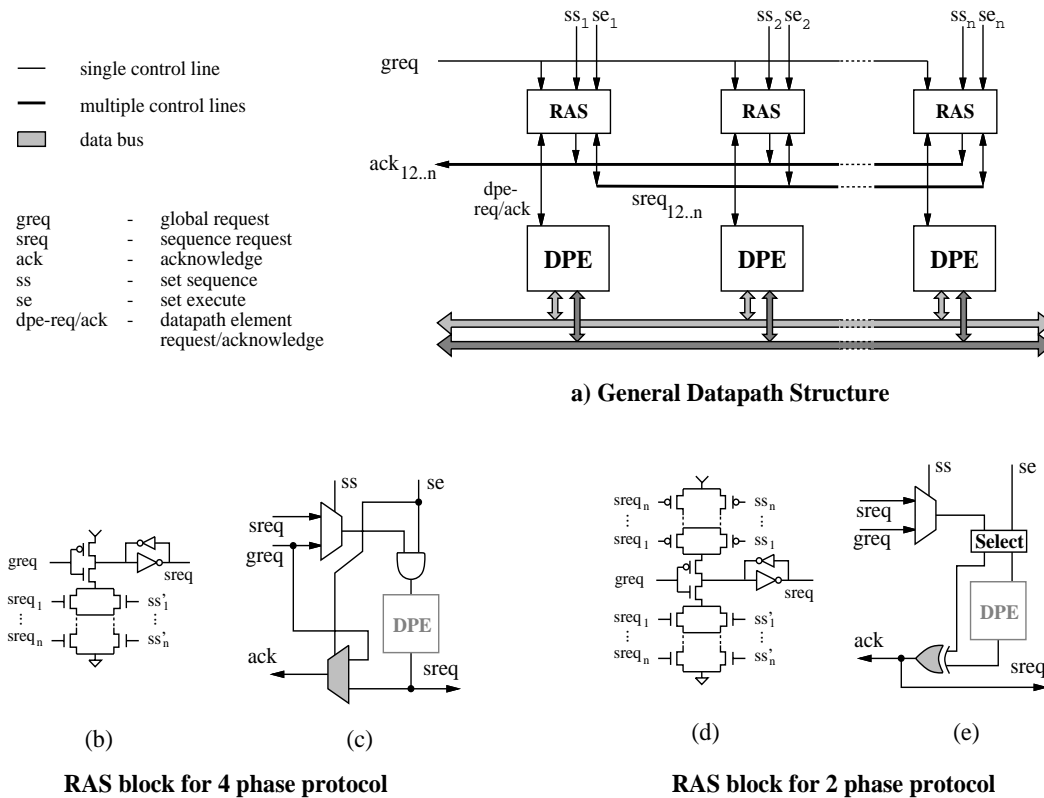 single control line
multiple control lines
data bus
greq - global request
sreq - sequence request
ack - acknowledge
ss - set sequence
se - set execute
dpe-req/ack - datapath element
request/acknowledge
ss1 se1 ss2 se2 ssn sen
greq
RAS RAS RAS
ack12..n
dpe-
req/ack
sreq12..n
DPE DPE DPE
a) General Datapath Structure
greq
sreq
sreq1 ss'1
sreqn ss'n
(b)
ss se
sreq
greq
DPE
ack
sreq
(c)
RAS block for 4 phase protocol
sreqn ssn
sreq1 ss1
greq
sreq
sreq1 ss'1
sreqn ss'n
(d)
ss se
sreq
greq
Select
DPE
ack
sreq
(e)
RAS block for 2 phase protocol